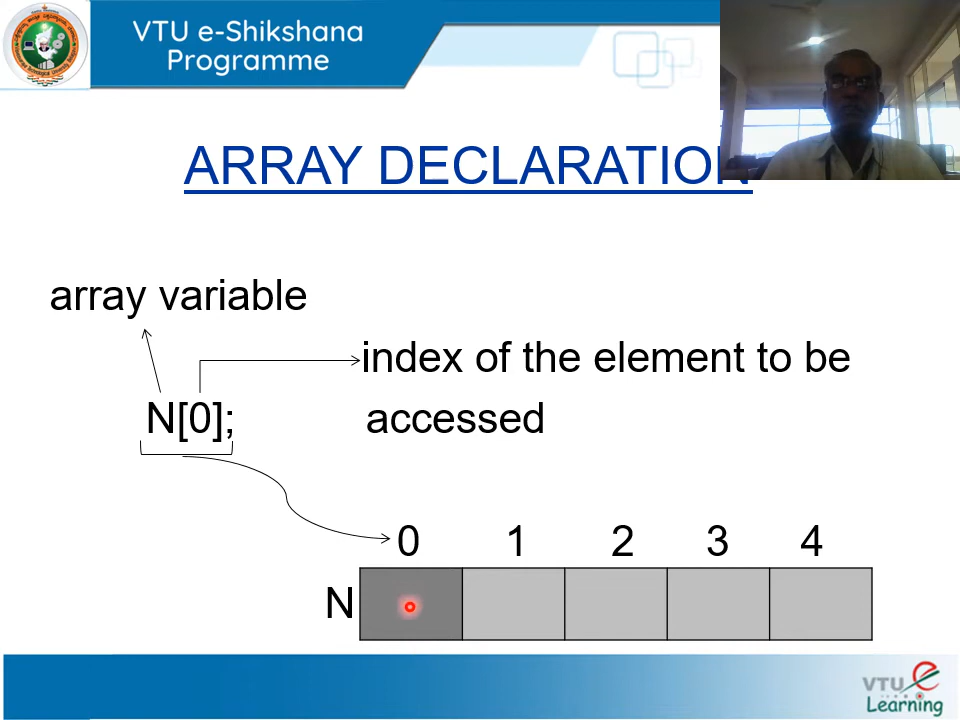 VTU e-Shikshana
Programme
ARRAY DECLARATION
array variable
index of the element to be
N[0]; accessed
0 1 2 3 4
N
VTU e
Learning